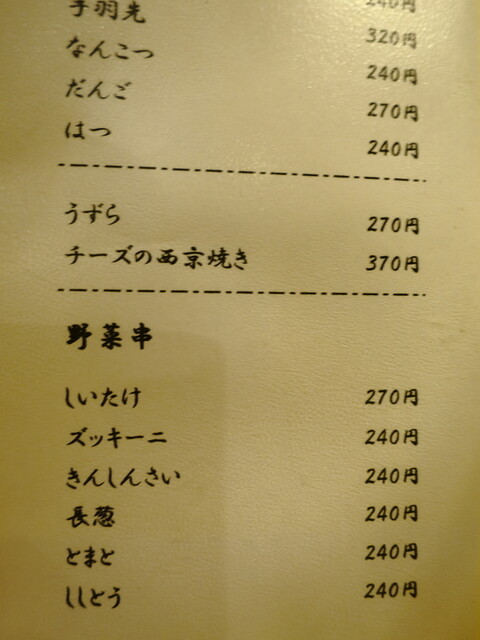 240円
手羽先 320円
なんこつ 240円
だんご 270円
はつ 240円
うずら 270円
チーズの西京焼き 370円
野菜串
しいたけ 270円
ズッキーニ 240円
きんしんさい 240円
長葱 240円
とまと 240円
ししとう 240円